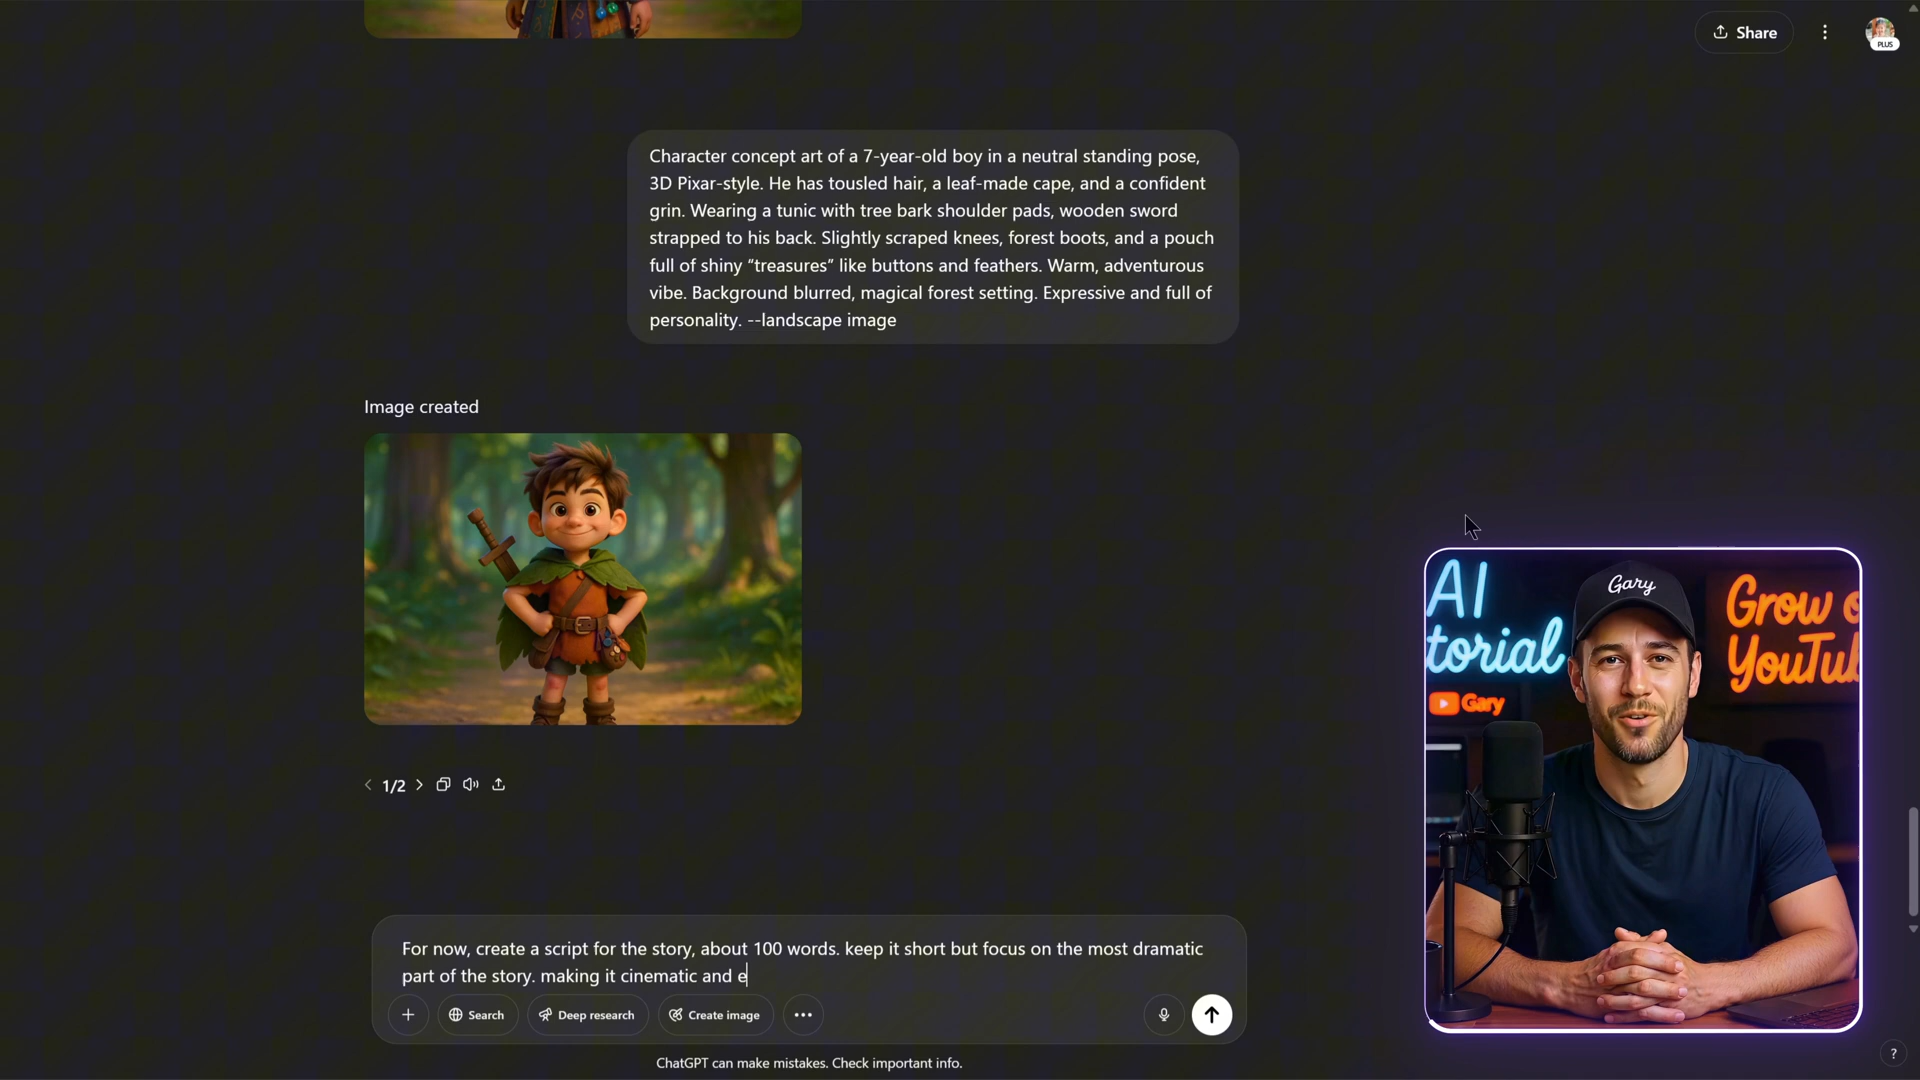 Share
PLUS
Character concept art of a 7-year-old boy in a neutral standing pose,
3D Pixar-style. He has tousled hair, a leaf-made cape, and a confident
grin. Wearing a tunic with tree bark shoulder pads, wooden sword
strapped to his back. Slightly scraped knees, forest boots, and a pouch
full of shiny “treasures” like buttons and feathers. Warm, adventurous
vibe. Background blurred, magical forest setting. Expressive and full of
personality. --landscape image
Image created
1/2
AI
torial
Gary
Gary
Grow o
YouTub
For now, create a script for the story, about 100 words. keep it short but focus on the most dramatic
part of the story. making it cinematic and e
Search
Deep research
Create image
ChatGPT can make mistakes. Check important info.
?